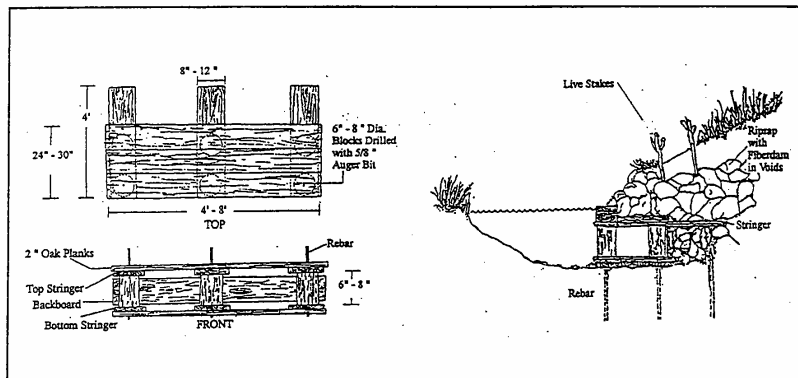 8" - 12"
4'
24" - 30"
6" - 8" Dia.
Blocks Drilled
with 5/8"
Auger Bit
4' - 8'
TOP
2" Oak Planks
Rebar
Top Stringer
Backboard
6" - 8"
Bottom Stringer
FRONT
Live Stakes
Riprap
with
Fiberdam
in Voids
Stringer
Rebar